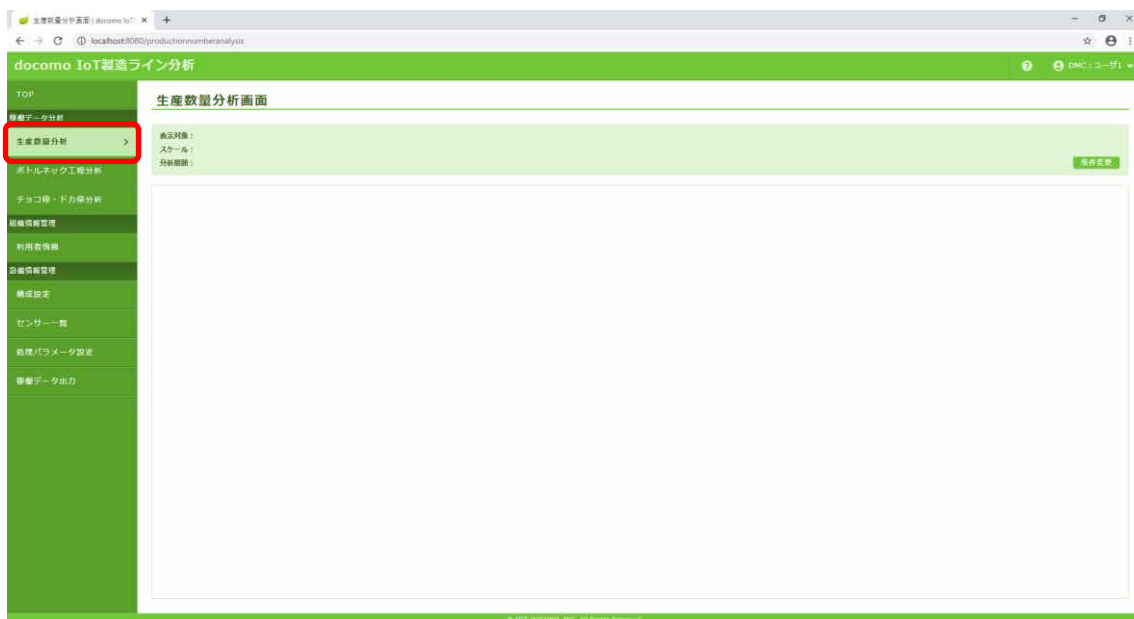 生産数量分析画面 | docomo IoT
localhost:8080/productionnumberanalysis
docomo IoT製造ライン分析
DMC : ユーザ1
TOP
稼働データ分析
生産数量分析
ボトルネック工程分析
チョコ停・ドカ停分析
組織情報管理
利用者情報
設備情報管理
構成設定
センサー一覧
処理パラメータ設定
稼働データ出力
生産数量分析画面
表示対象 :
スケール :
分析期間 :
条件変更